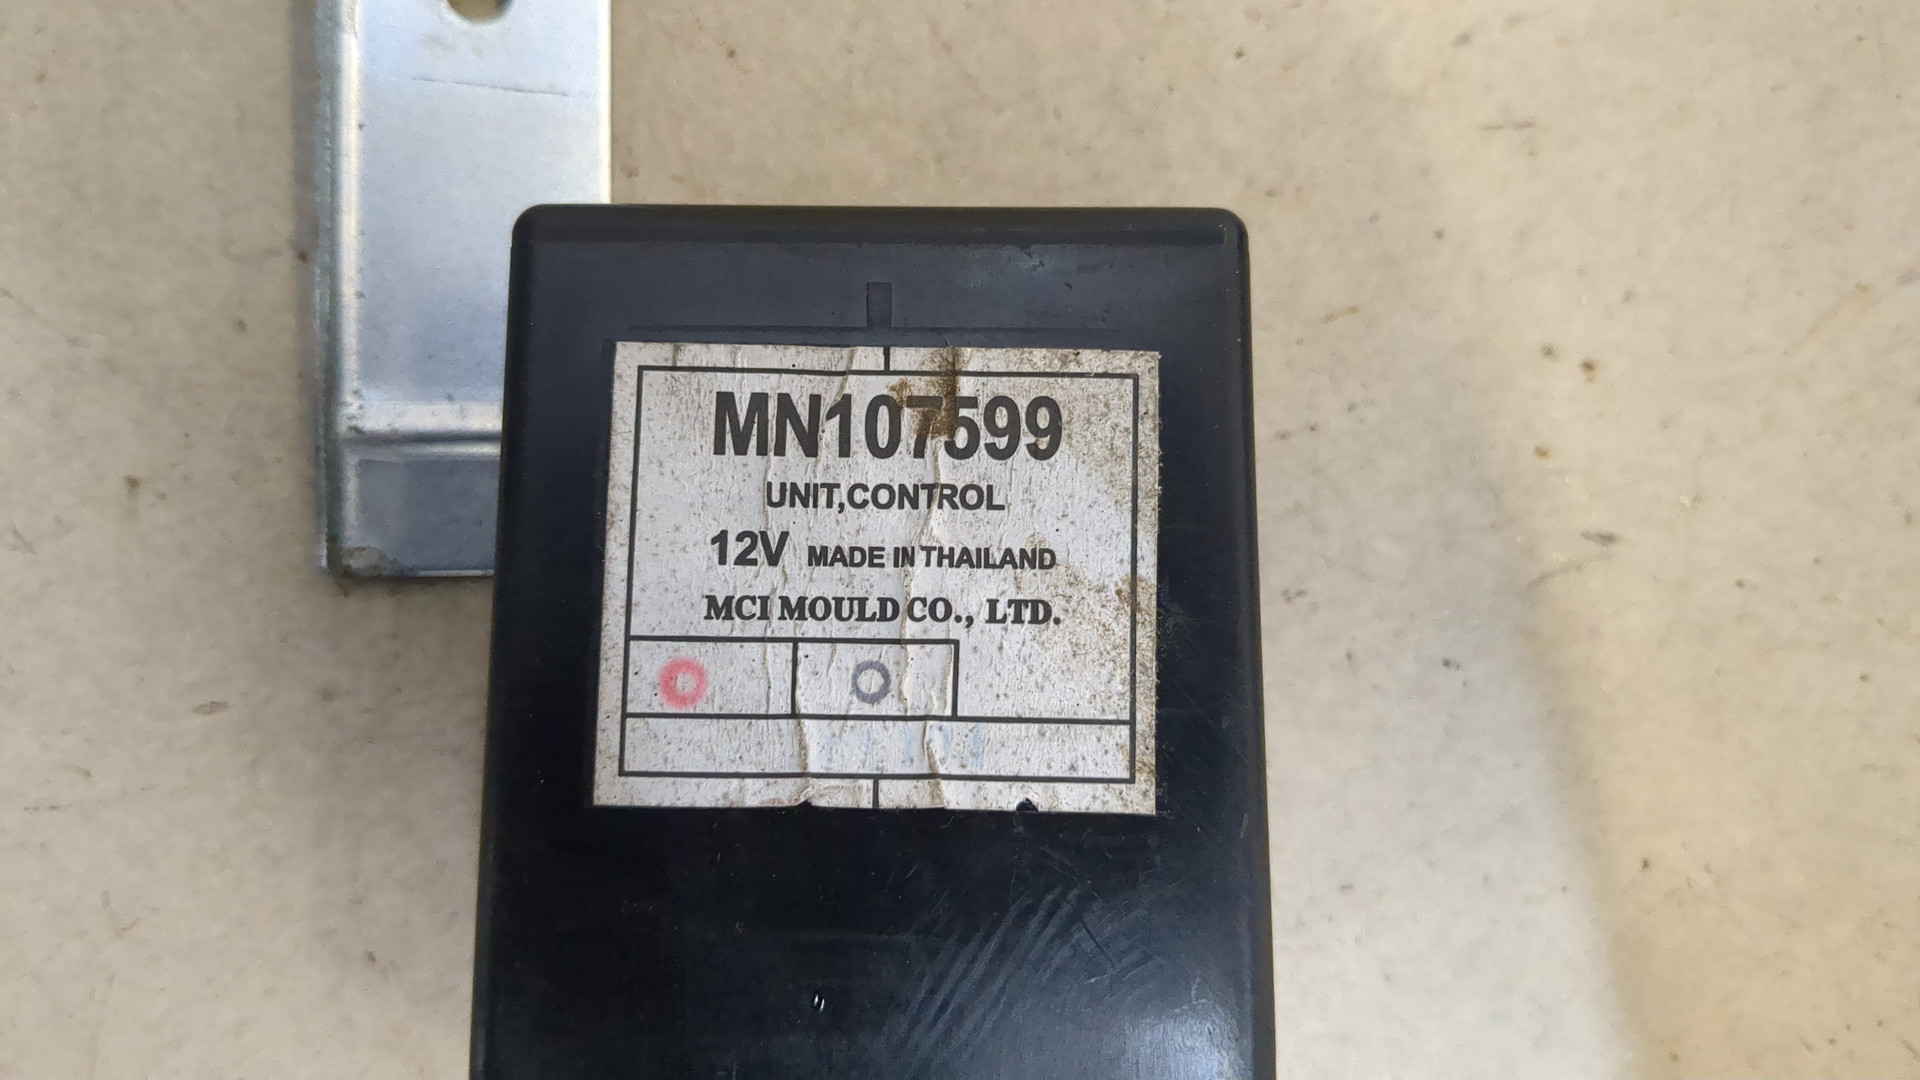 MN107599
UNIT,CONTROL
12V MADE IN THAILAND
MCI MOULD CO., LTD.